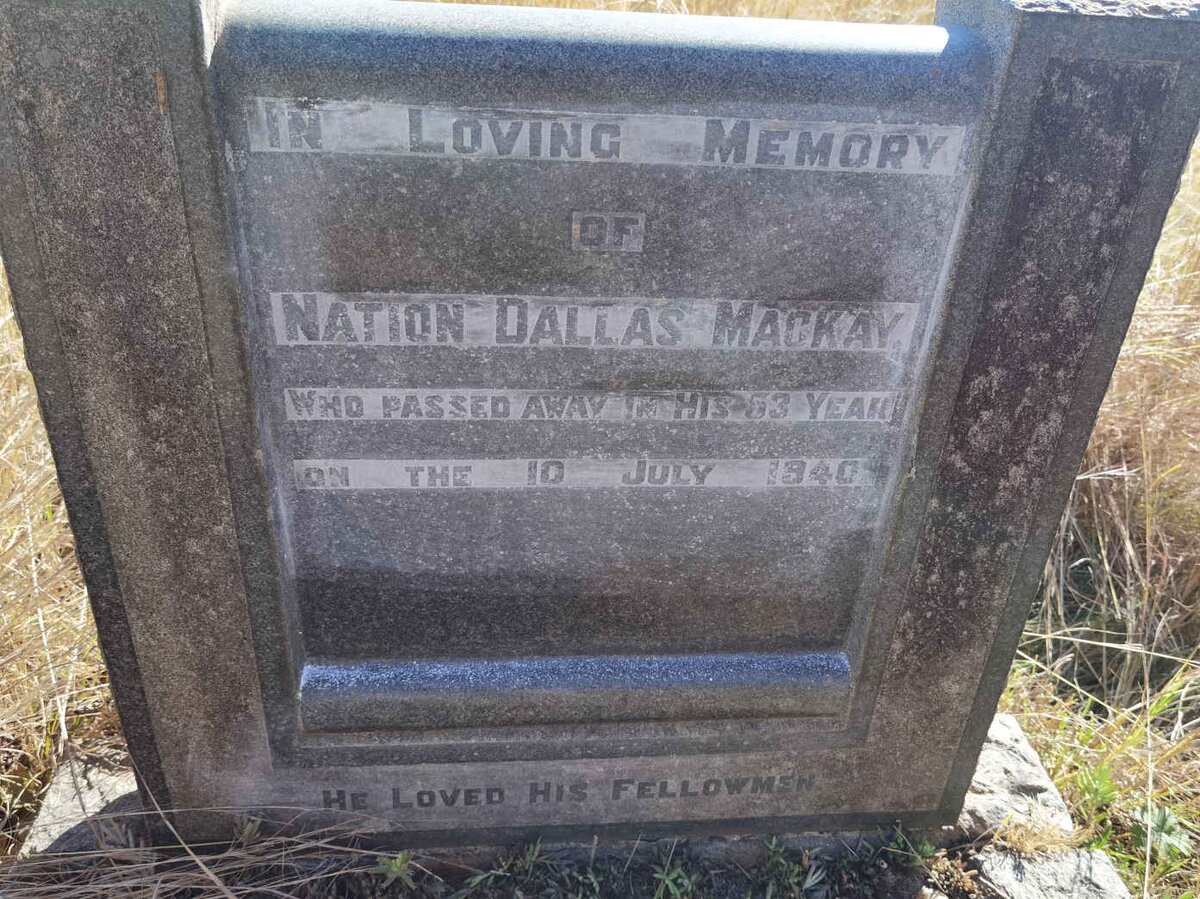 IN LOVING MEMORY
OF
NATION DALLAS MACKAY
WHO PASSED AWAY IN HIS 83 YEAR
ON THE 10 JULY 1940
HE LOVED HIS FELLOWMEN